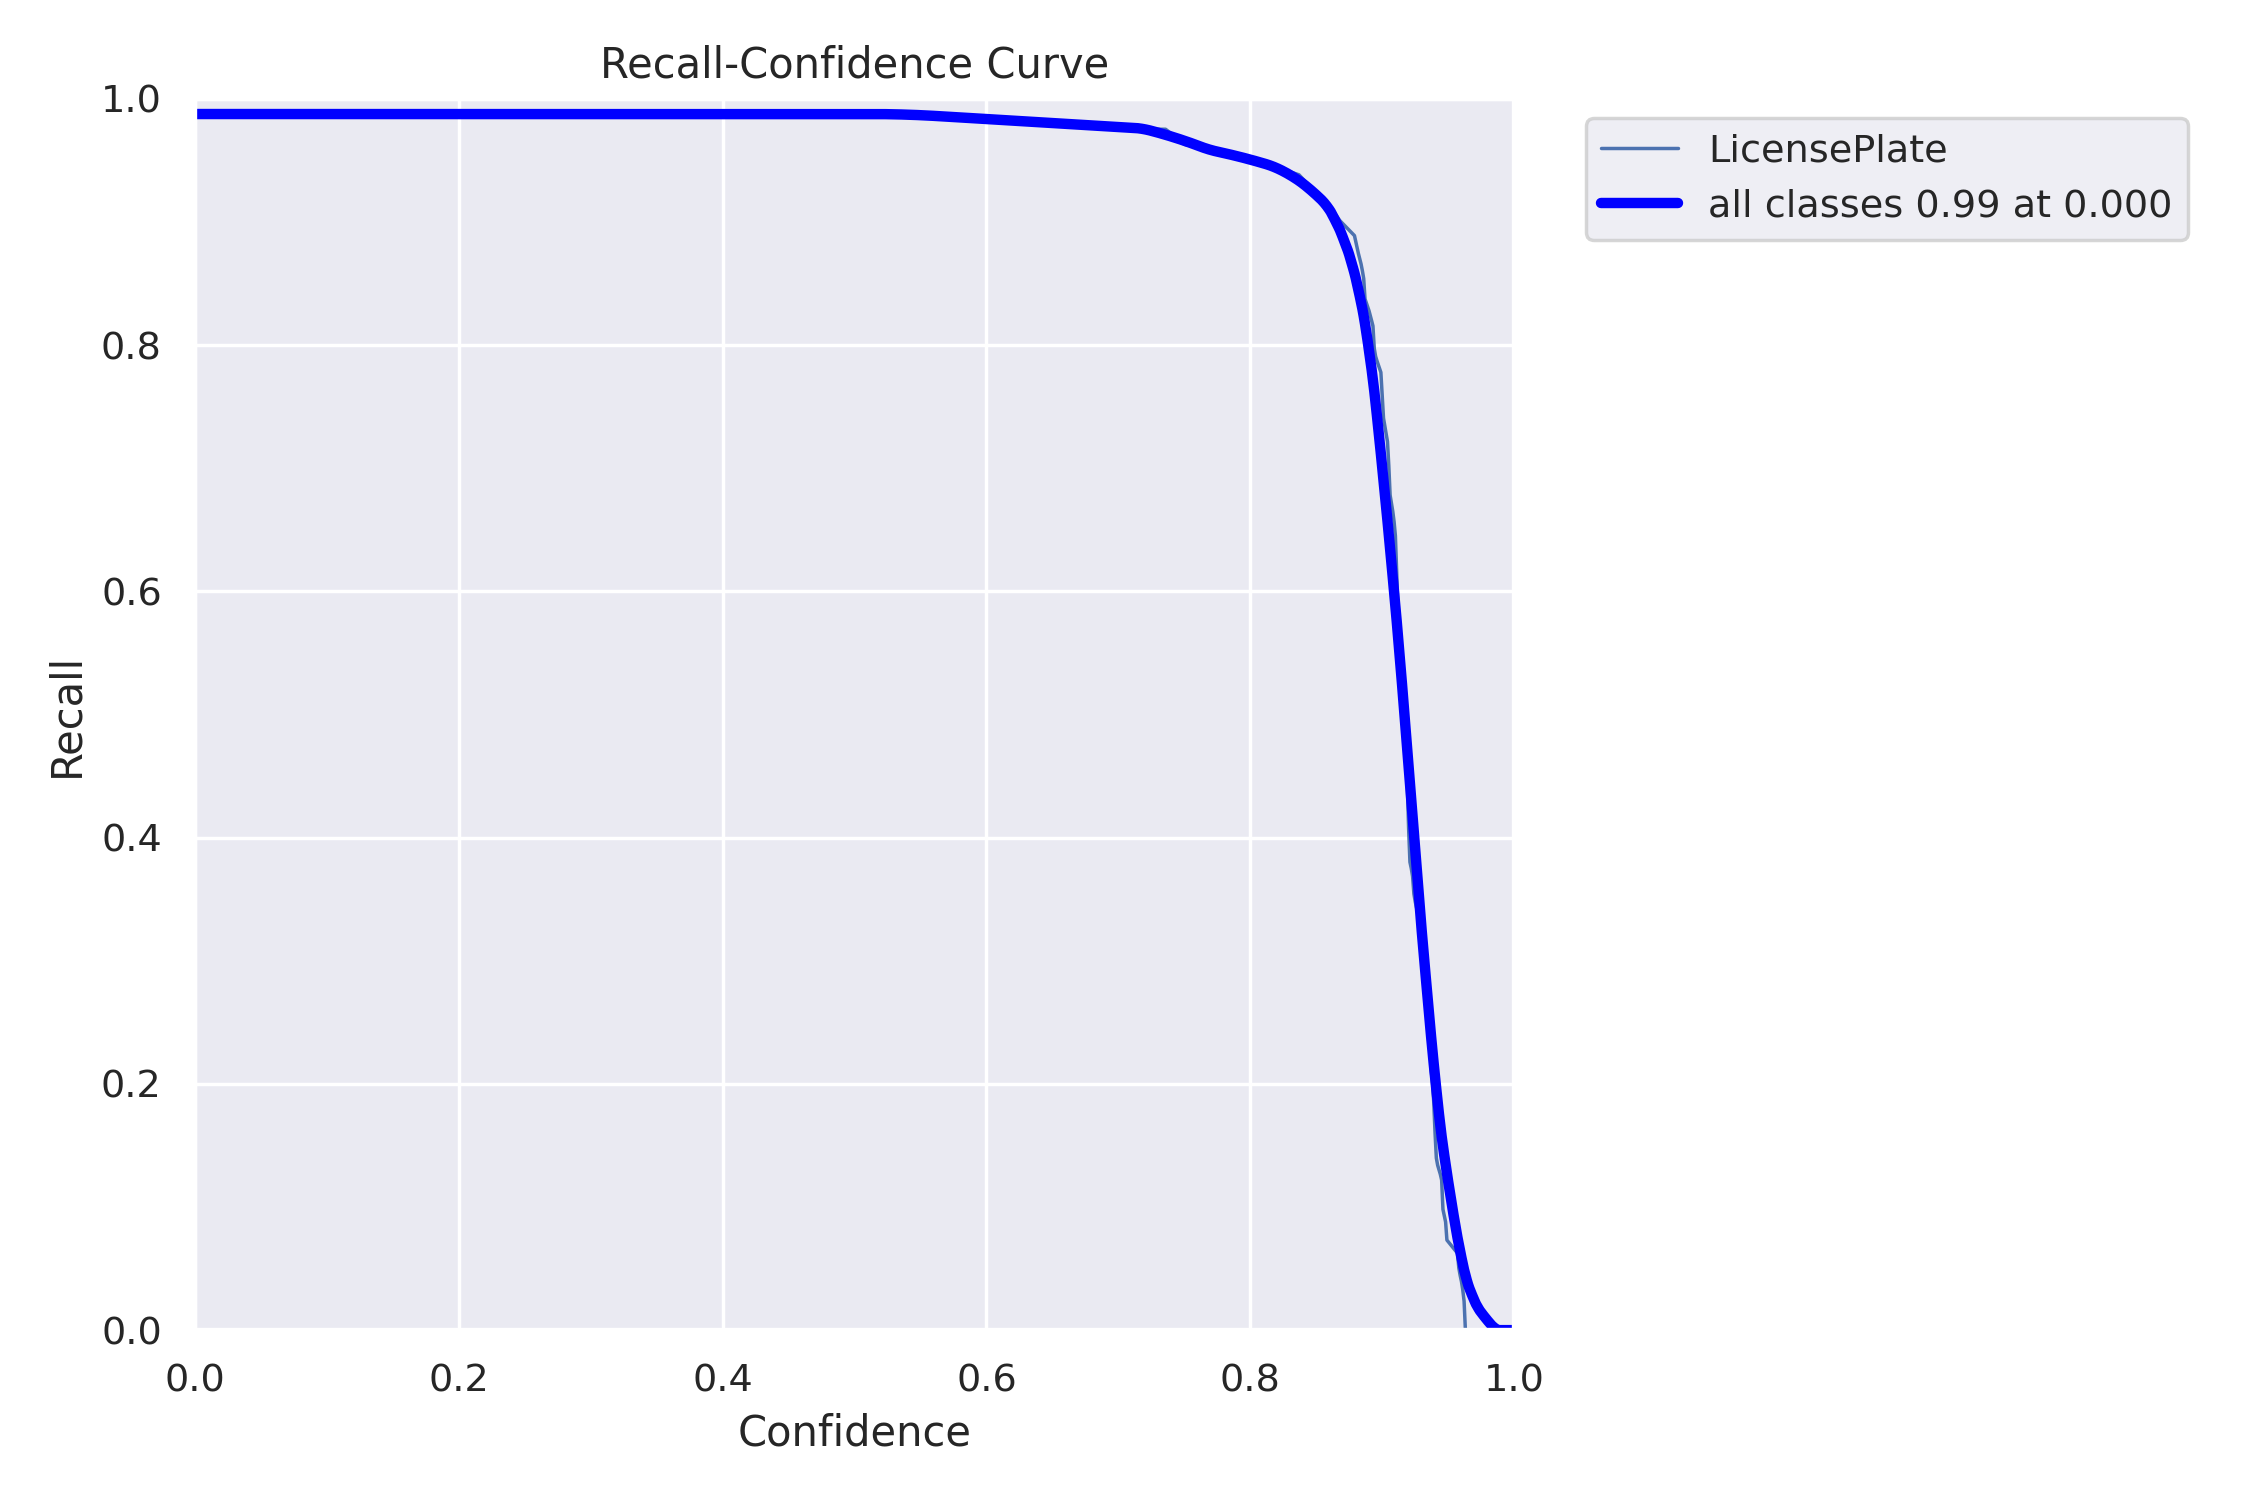 Recall-Confidence Curve
1.0
0.8
0.6
0.4
0.2
0.0
Recall
0.0 0.2 0.4 0.6 0.8 1.0
Confidence
LicensePlate
all classes 0.99 at 0.000